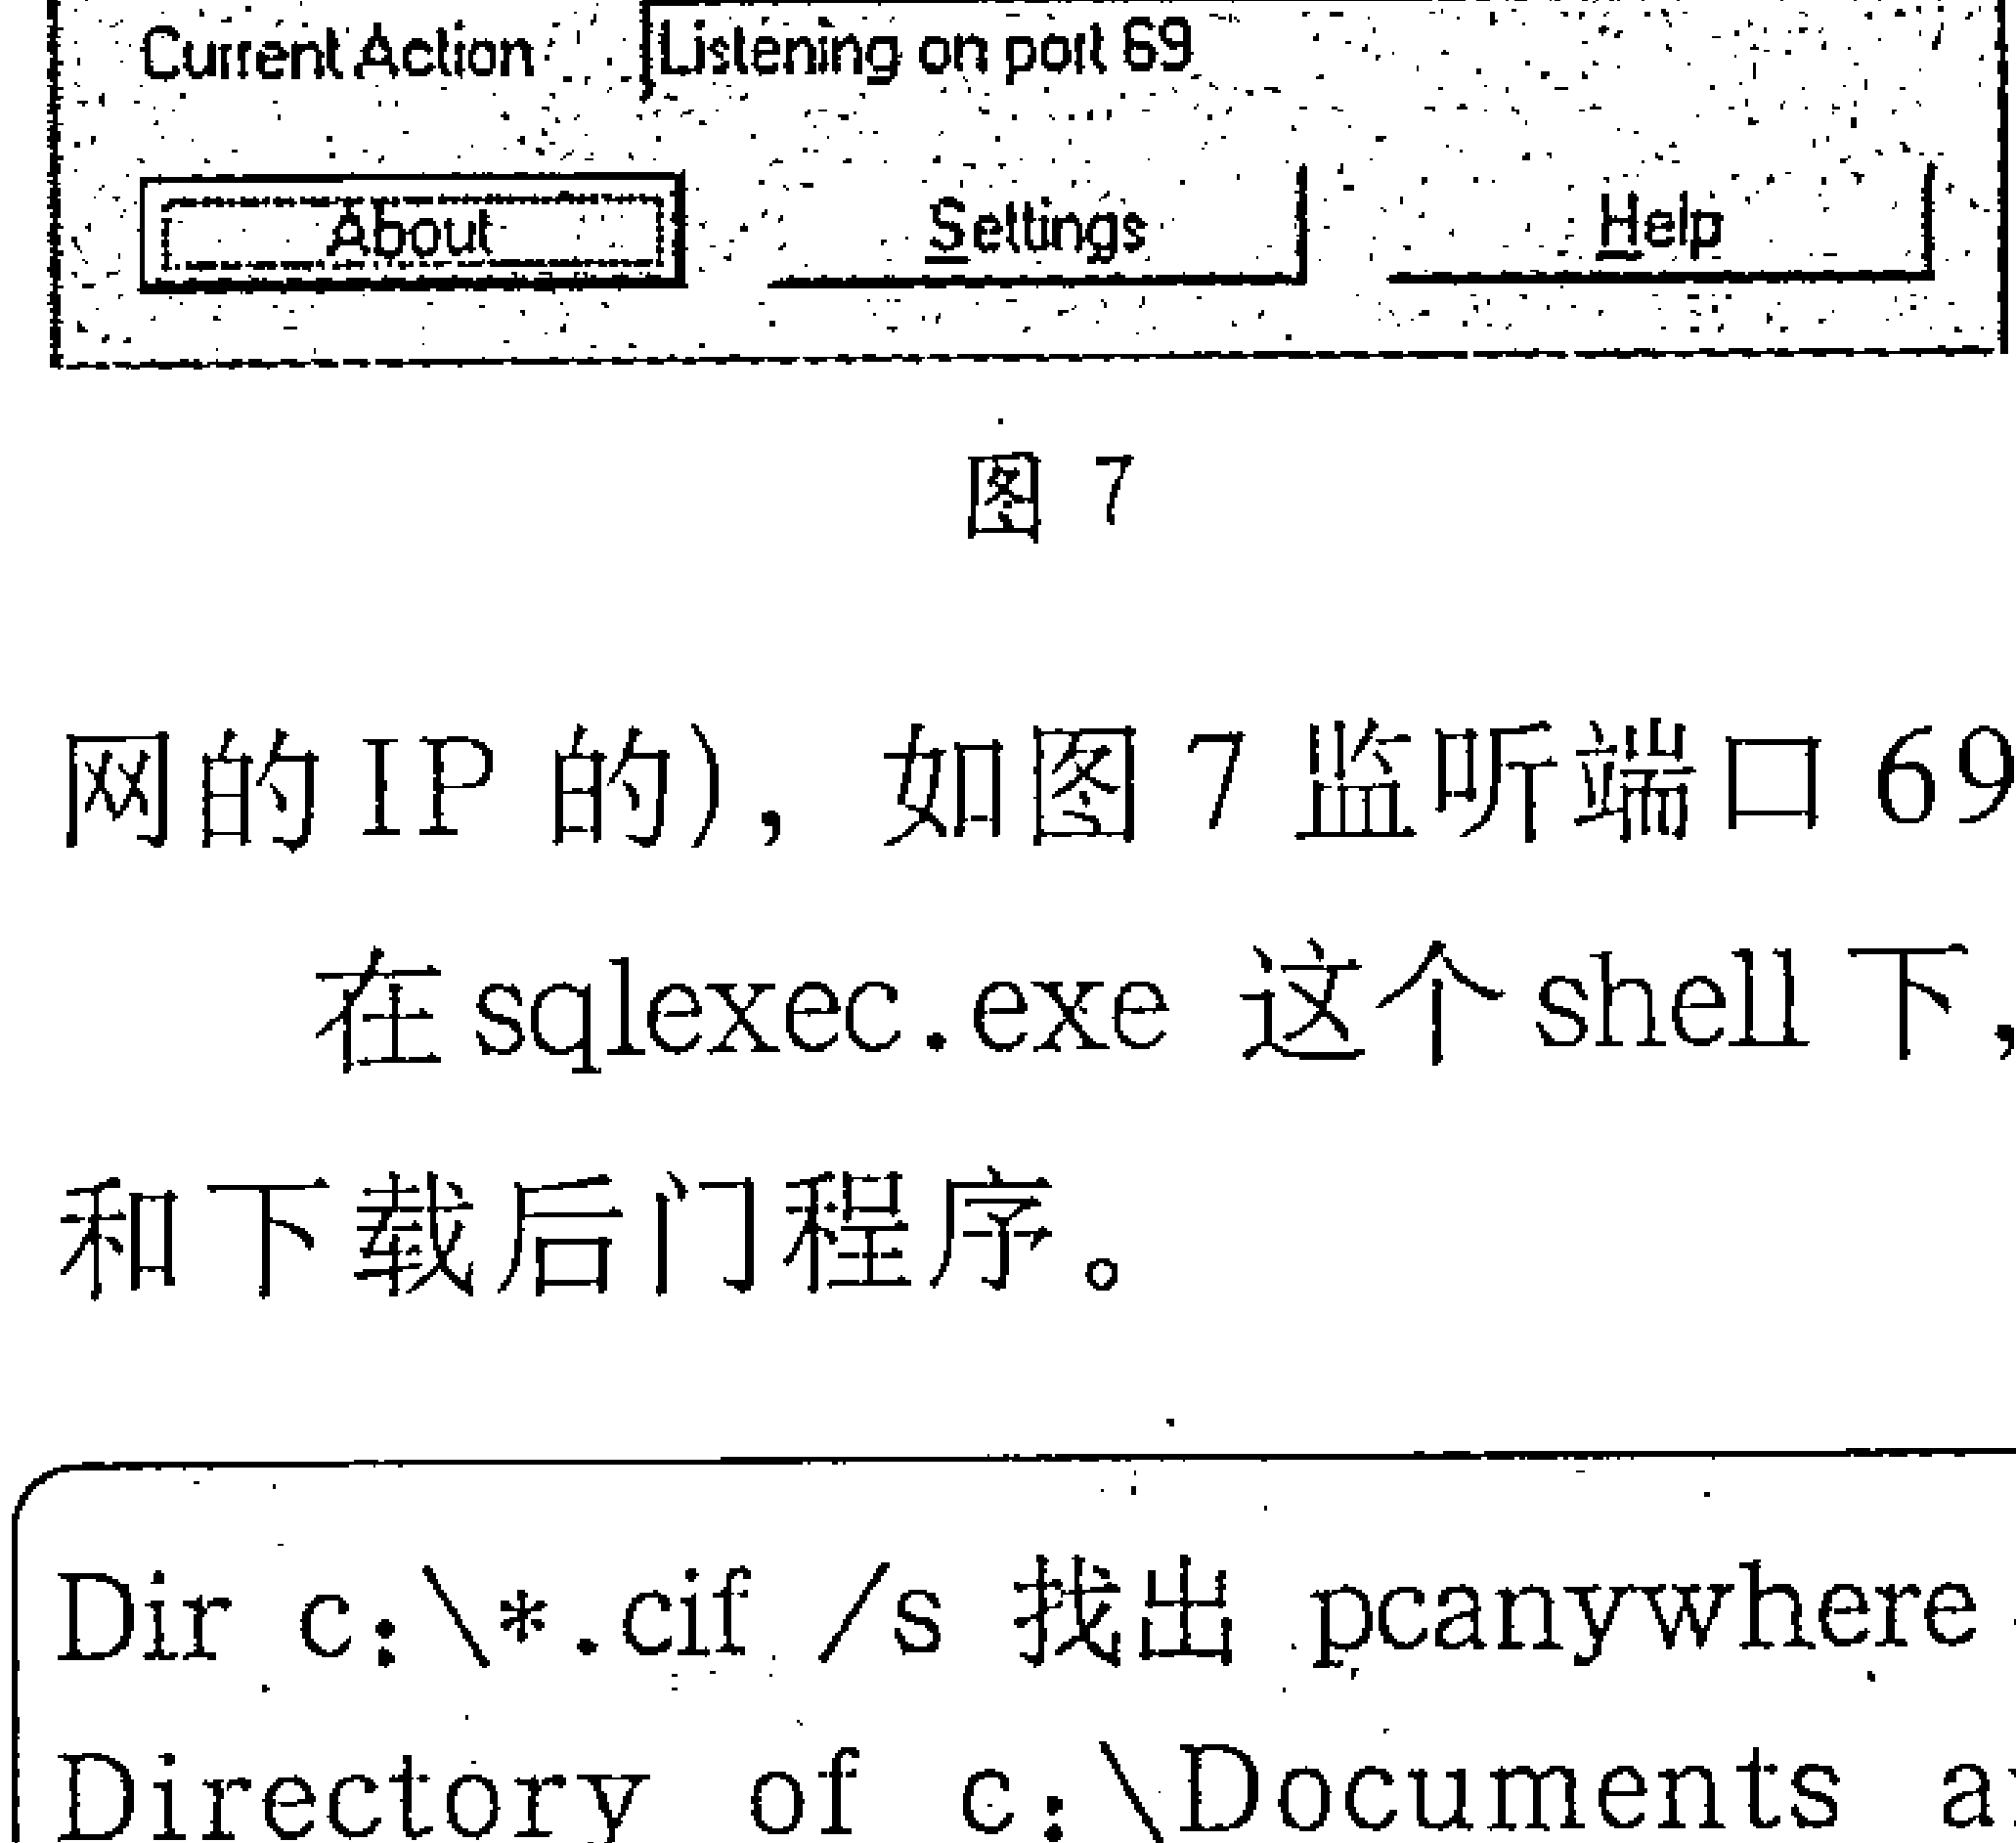 Current Action Listening on port 69
About Settings Help
图 7
网的 IP 的)，如图 7 监听端口 69
在 sqlexec.exe 这个 shell 下，
和下载后门程序。
Dir c:\*.cif /s 找出 pcanywhere
Directory of c:\Documents